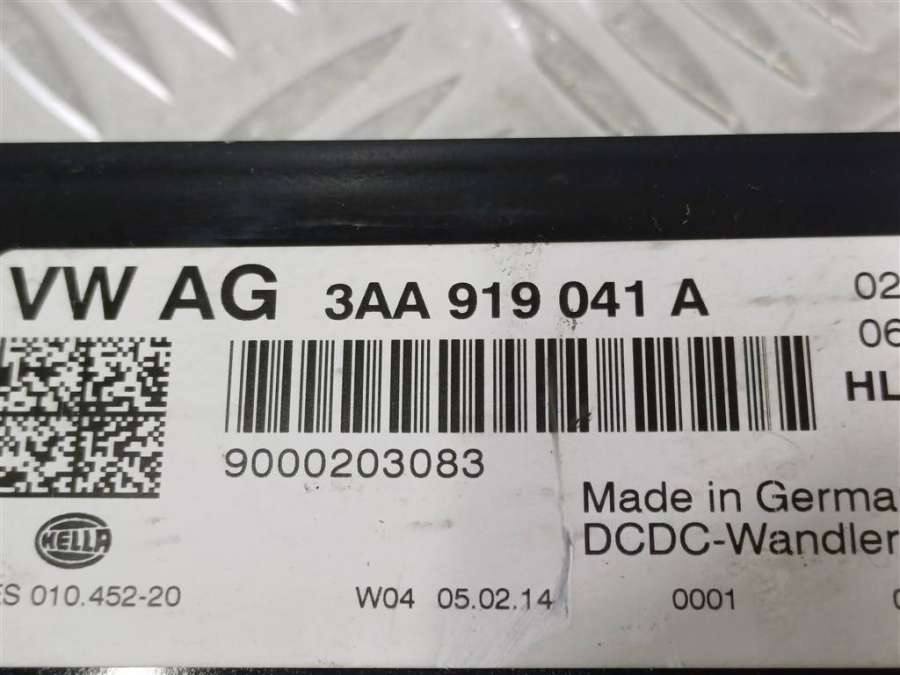 VW AG 3AA 919 041 A 02
06
HL
9000203083
Made in Germa
DCDC-Wandler
HELLA
ES 010.452-20 W04 05.02.14 0001